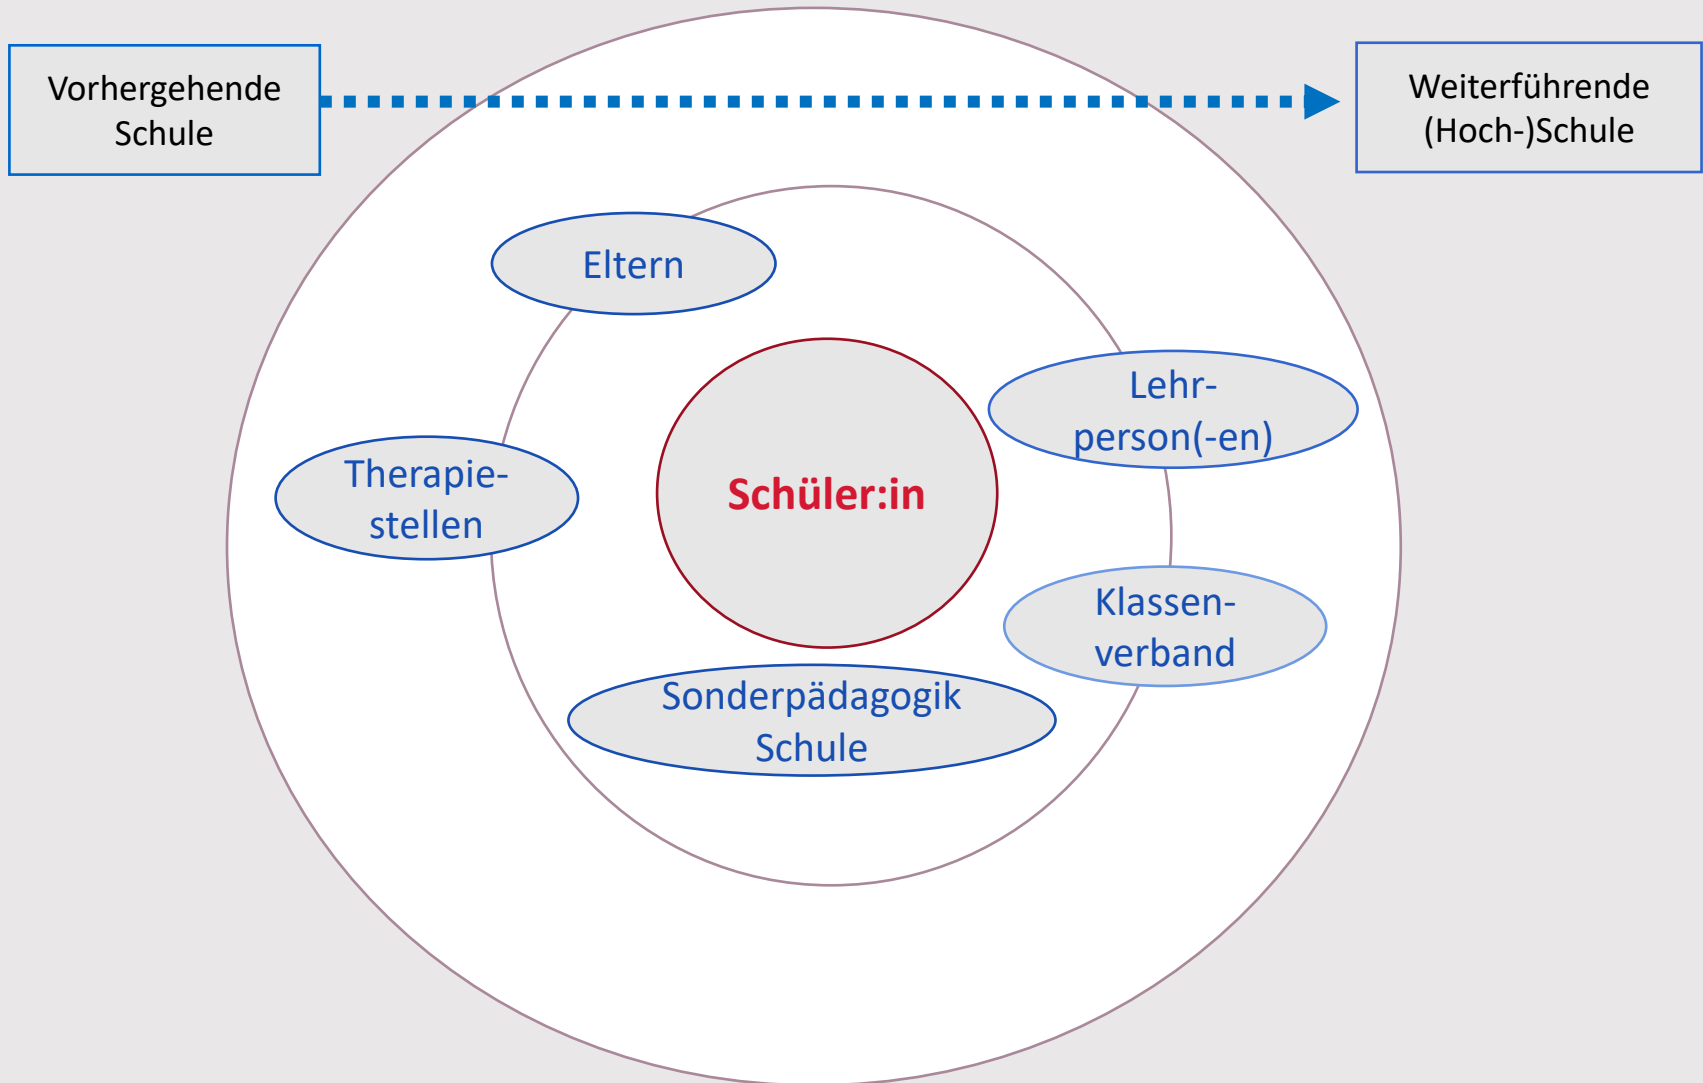 Vorhergehende
Schule
Weiterführende
(Hoch-)Schule
Eltern
Lehr-
person(-en)
Therapie-
stellen
Schüler:in
Klassen-
verband
Sonderpädagogik
Schule